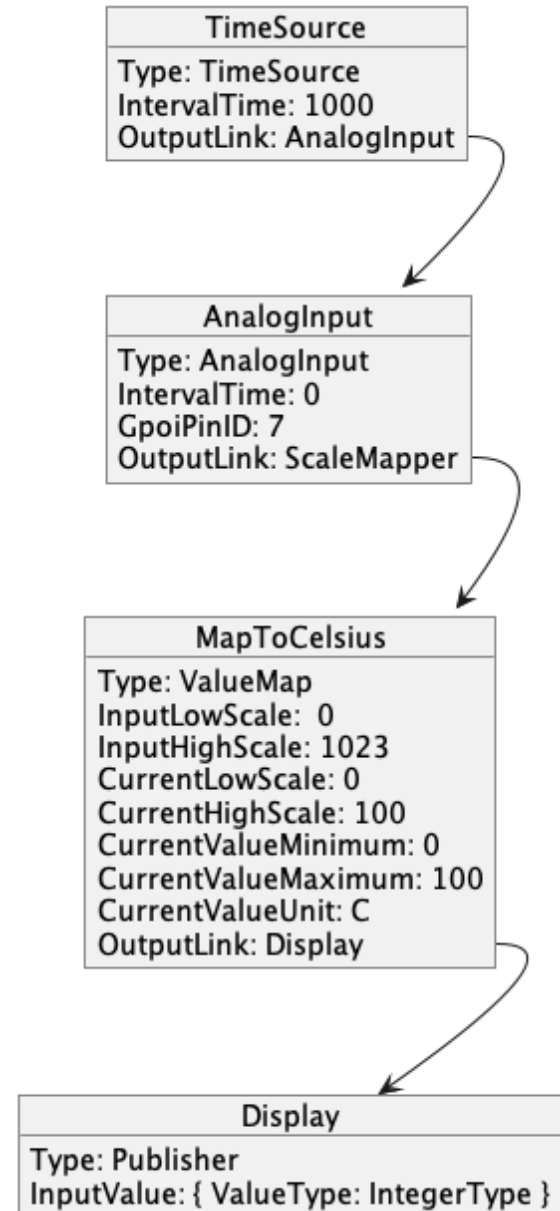 TimeSource
Type: TimeSource
IntervalTime: 1000
OutputLink: AnalogInput
AnalogInput
Type: AnalogInput
IntervalTime: 0
GpoiPinID: 7
OutputLink: ScaleMapper
MapToCelsius
Type: ValueMap
InputLowScale:  0
InputHighScale: 1023
CurrentLowScale: 0
CurrentHighScale: 100
CurrentValueMinimum: 0
CurrentValueMaximum: 100
CurrentValueUnit: C
OutputLink: Display
Display
Type: Publisher
InputValue: { ValueType: IntegerType }